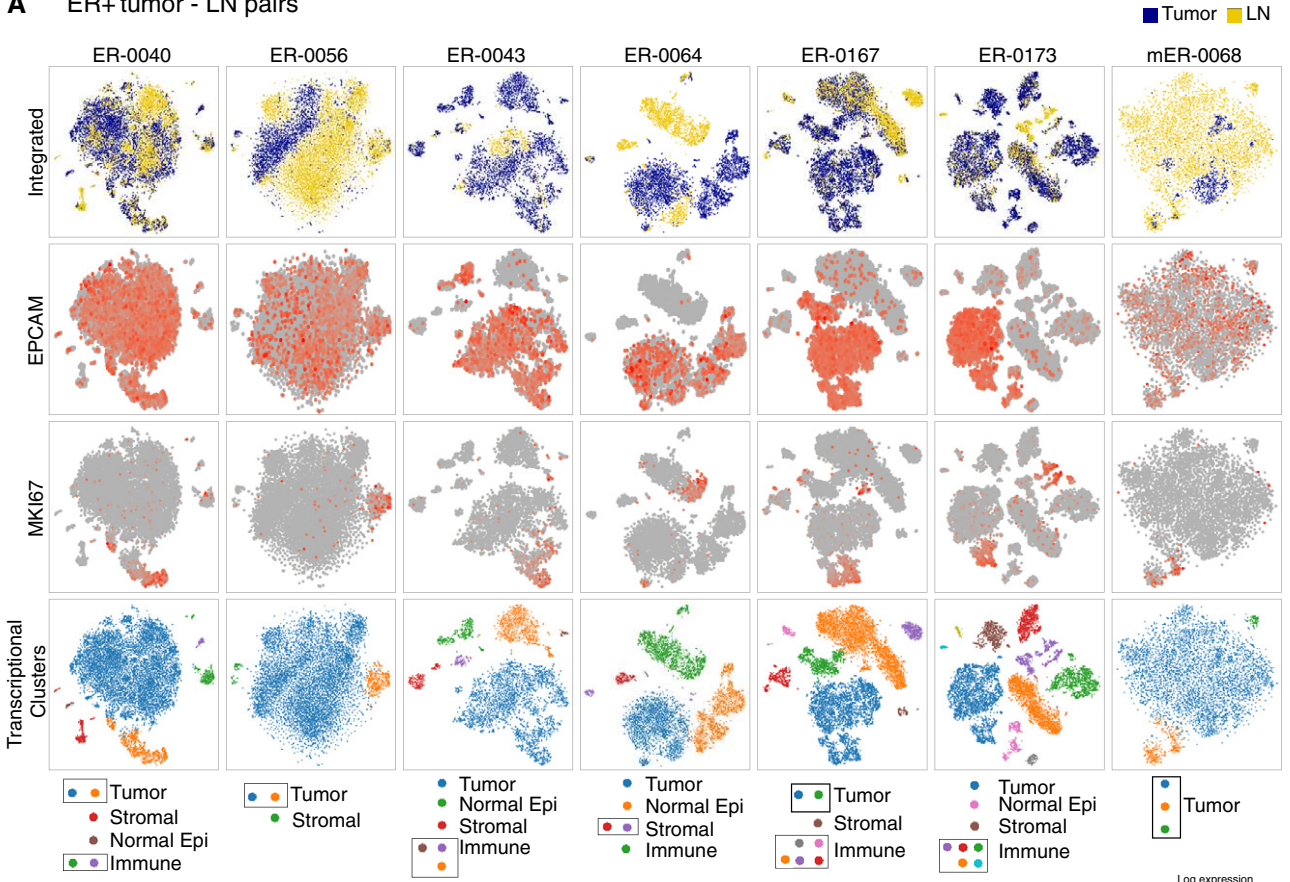 A ER+ tumor - LN pairs
Tumor LN
ER-0040 ER-0056 ER-0043 ER-0064 ER-0167 ER-0173 mER-0068
Integrated
EPCAM
MKI67
Transcriptional
Clusters
Tumor
Stromal
Normal Epi
Immune
Tumor
Stromal
Tumor
Normal Epi
Stromal
Immune
Tumor
Normal Epi
Stromal
Immune
Tumor
Stromal
Immune
Tumor
Normal Epi
Stromal
Immune
Tumor
Log expression